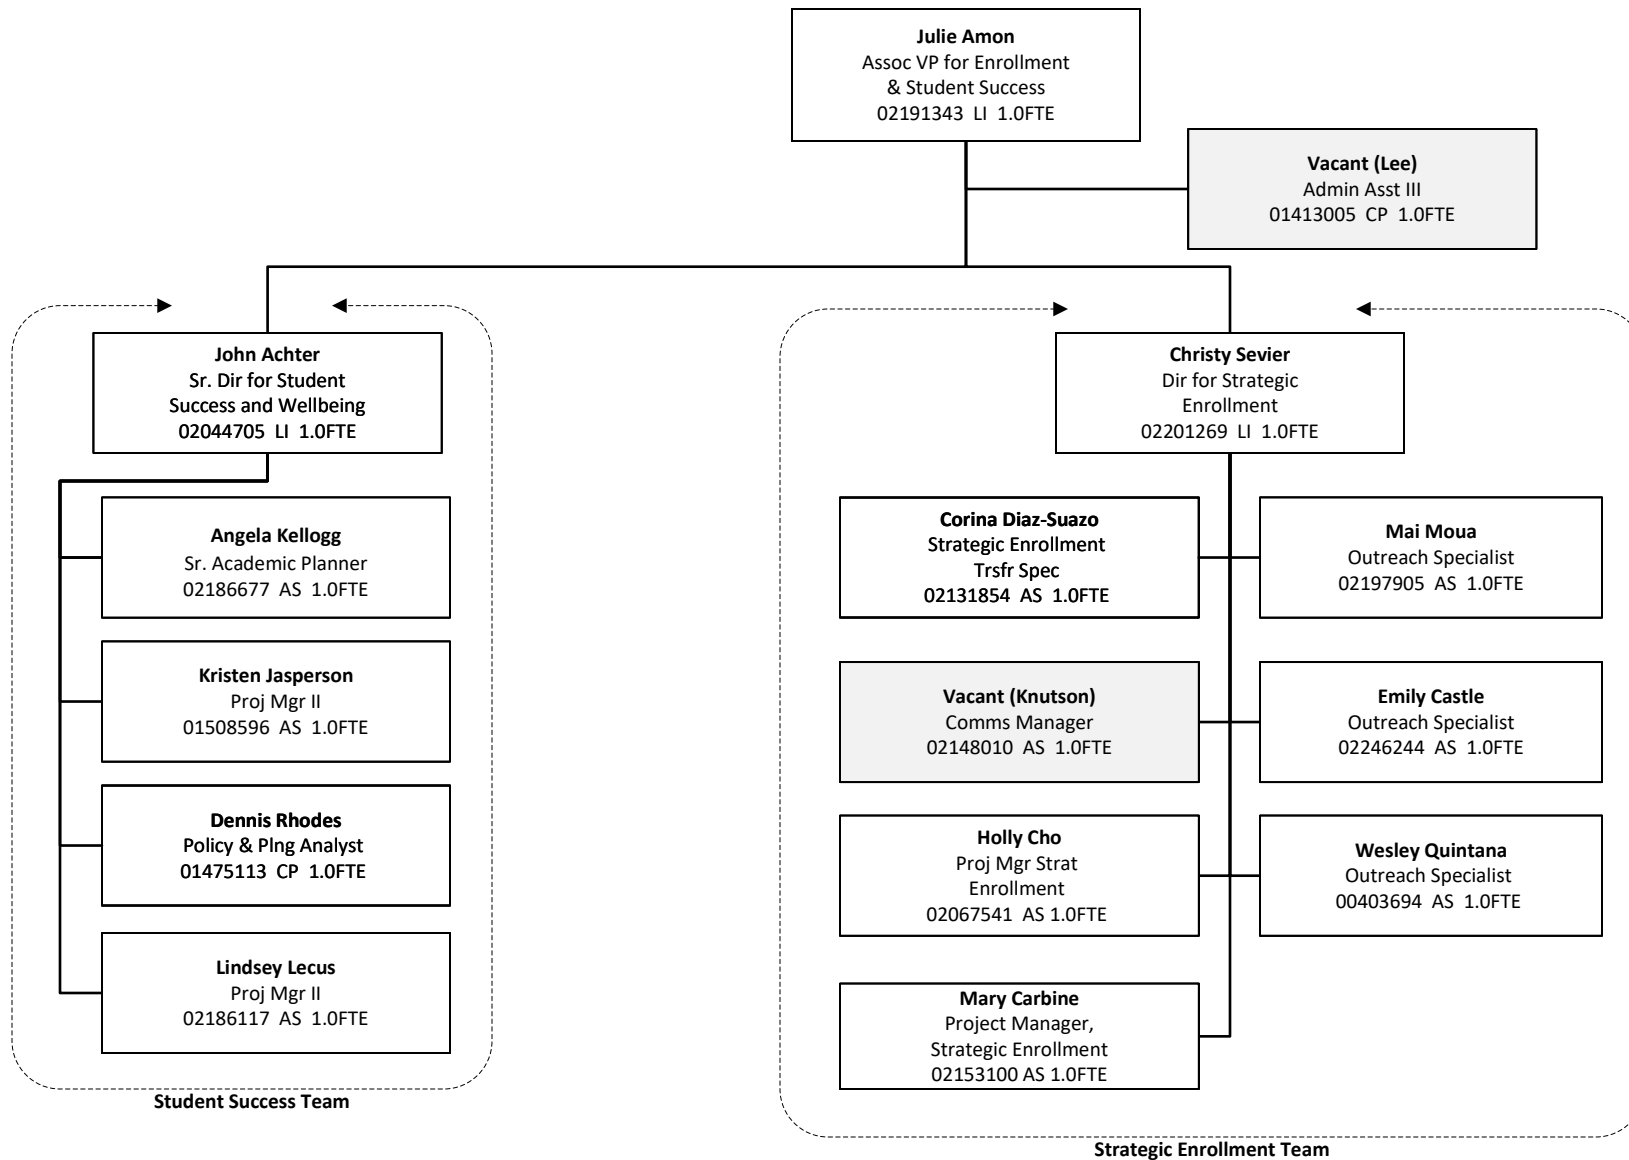 Julie Amon
Assoc VP for Enrollment
& Student Success
02191343 LI 1.0FTE
Vacant (Lee)
Admin Asst III
01413005 CP 1.0FTE
John Achter
Sr. Dir for Student
Success and Wellbeing
02044705 LI 1.0FTE
Angela Kellogg
Sr. Academic Planner
02186677 AS 1.0FTE
Kristen Jasperson
Proj Mgr II
01508596 AS 1.0FTE
Dennis Rhodes
Policy & Plng Analyst
01475113 CP 1.0FTE
Lindsey Lecus
Proj Mgr II
02186117 AS 1.0FTE
Student Success Team
Christy Sevier
Dir for Strategic
Enrollment
02201269 LI 1.0FTE
Corina Diaz-Suazo
Strategic Enrollment
Trsfr Spec
02131854 AS 1.0FTE
Mai Moua
Outreach Specialist
02197905 AS 1.0FTE
Vacant (Knutson)
Comms Manager
02148010 AS 1.0FTE
Emily Castle
Outreach Specialist
02246244 AS 1.0FTE
Holly Cho
Proj Mgr Strat
Enrollment
02067541 AS 1.0FTE
Wesley Quintana
Outreach Specialist
00403694 AS 1.0FTE
Mary Carbine
Project Manager,
Strategic Enrollment
02153100 AS 1.0FTE
Strategic Enrollment Team